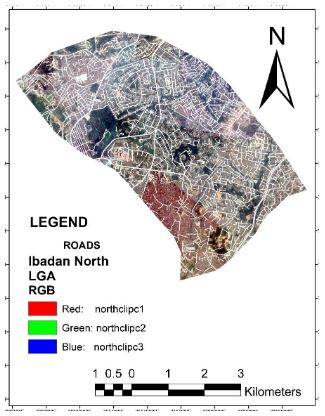 N
LEGEND
ROADS
Ibadan North
LGA
RGB
Red: northclipc1
Green: northclipc2
Blue: northclipc3
1 0.5 0 1 2 3
Kilometers